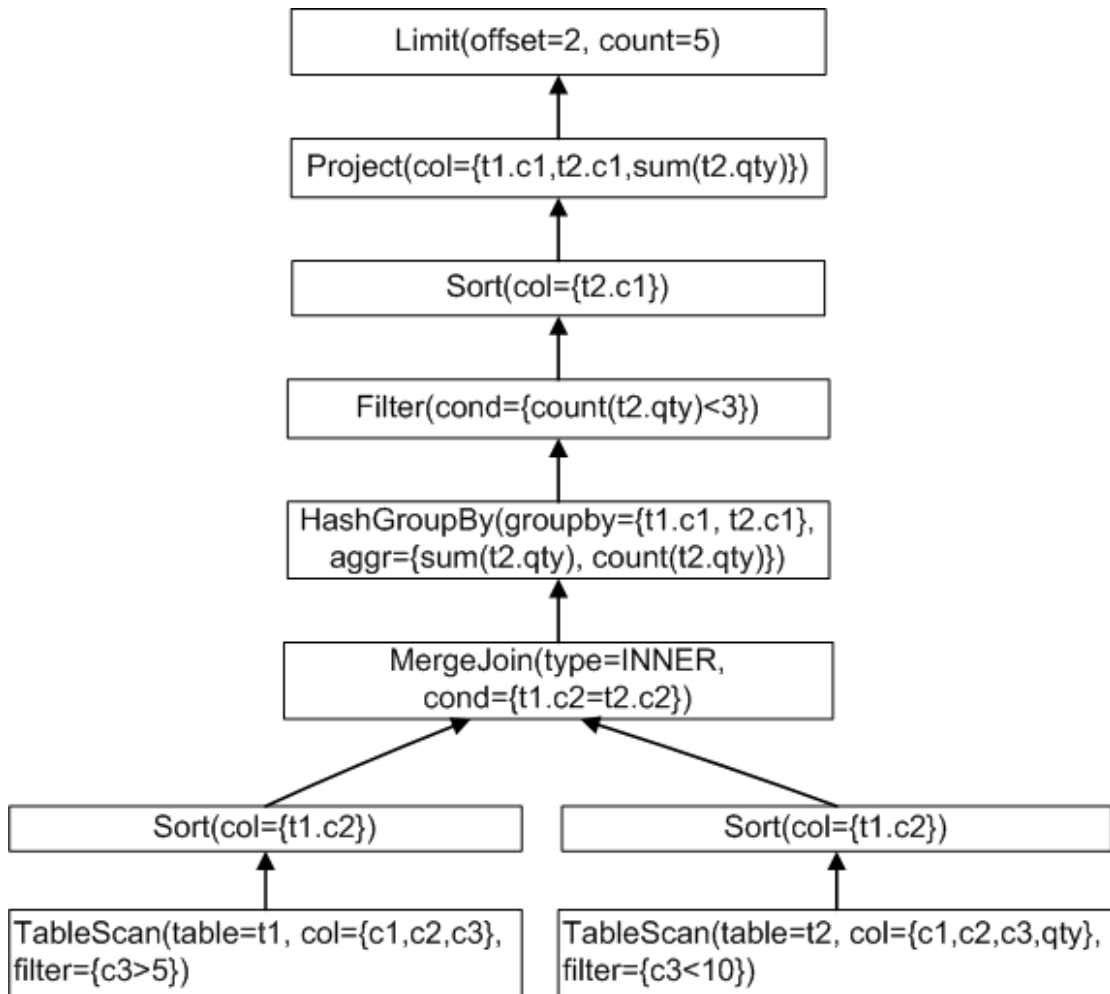 Limit(offset=2, count=5)
Project(col={t1.c1,t2.c1,sum(t2.qty)})
Sort(col={t2.c1})
Filter(cond={count(t2.qty)<3})
HashGroupBy(groupby={t1.c1, t2.c1},
aggr={sum(t2.qty), count(t2.qty)})
MergeJoin(type=INNER,
cond={t1.c2=t2.c2})
Sort(col={t1.c2})
Sort(col={t1.c2})
TableScan(table=t1, col={c1,c2,c3},
filter={c3>5})
TableScan(table=t2, col={c1,c2,c3,qty},
filter={c3<10})